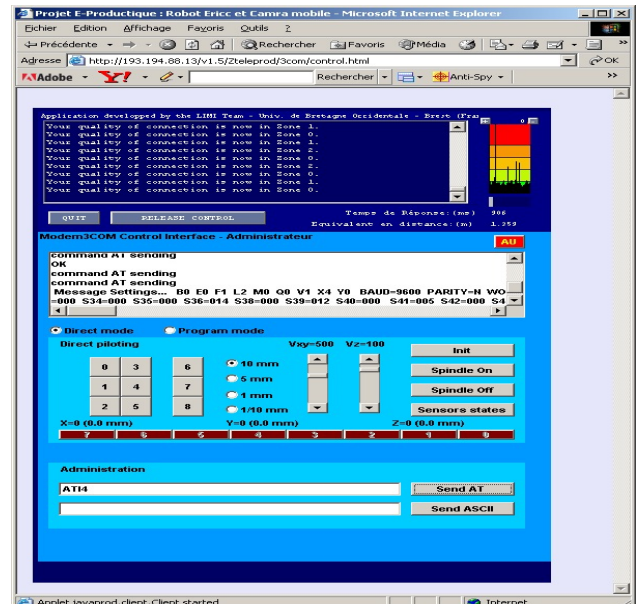 Projet E-Productique : Robot Ericc et Camra mobile - Microsoft Internet Explorer
Fichier Edition Affichage Favoris Outils ?
Précédente Rechercher Favoris Média
Adresse http://193.194.88.13/v1.5/Zteleprod/3com/control.html OK
Adobe Y! Rechercher Anti-Spy
Application developped by the LIMI Team - Univ. de Bretagne Occidentale - Brest (Fra
Your quality of connection is now in Zone 1.
Your quality of connection is now in Zone 0.
Your quality of connection is now in Zone 1.
Your quality of connection is now in Zone 2.
Your quality of connection is now in Zone 0.
Your quality of connection is now in Zone 2.
Your quality of connection is now in Zone 0.
Your quality of connection is now in Zone 1.
Your quality of connection is now in Zone 0.
0
QUIT RELEASE CONTROL
Temps de Réponse:(ms) 906
Equivalent en distance:(m) 1.359
Modem3COM Control Interface - Administrateur AU
command AT sending
OK
command AT sending
command AT sending
Message Settings... B0 E0 F1 L2 M0 Q0 V1 X4 Y0 BAUD=9600 PARITY=N WO
=000 S34=000 S35=000 S36=014 S38=000 S39=012 S40=000 S41=005 S42=000 S4
Direct mode Program mode
Direct piloting Vxy=500 Vz=100
Init
0 3 6 10 mm
Spindle On
5 mm
1 4 7
Spindle Off
1 mm
2 5 8 1/10 mm
Sensors states
X=0 (0.0 mm) Y=0 (0.0 mm) Z=0 (0.0 mm)
7 6 5 4 3 2 1 0
Administration
ATI4 Send AT
Send ASCII
Applet javaprod.client.Client started Internet